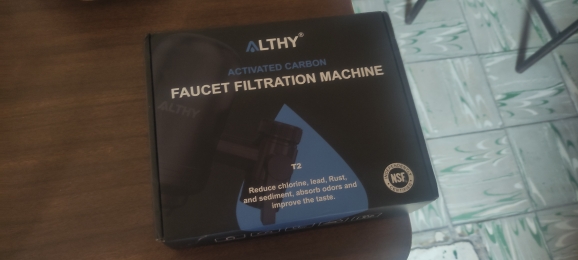 ALTHY®
ACTIVATED CARBON
FAUCET FILTRATION MACHINE
ALTHY
T2
Reduce chlorine, lead, Rust,
and sediment, absorb odors and
improve the taste.
NSF